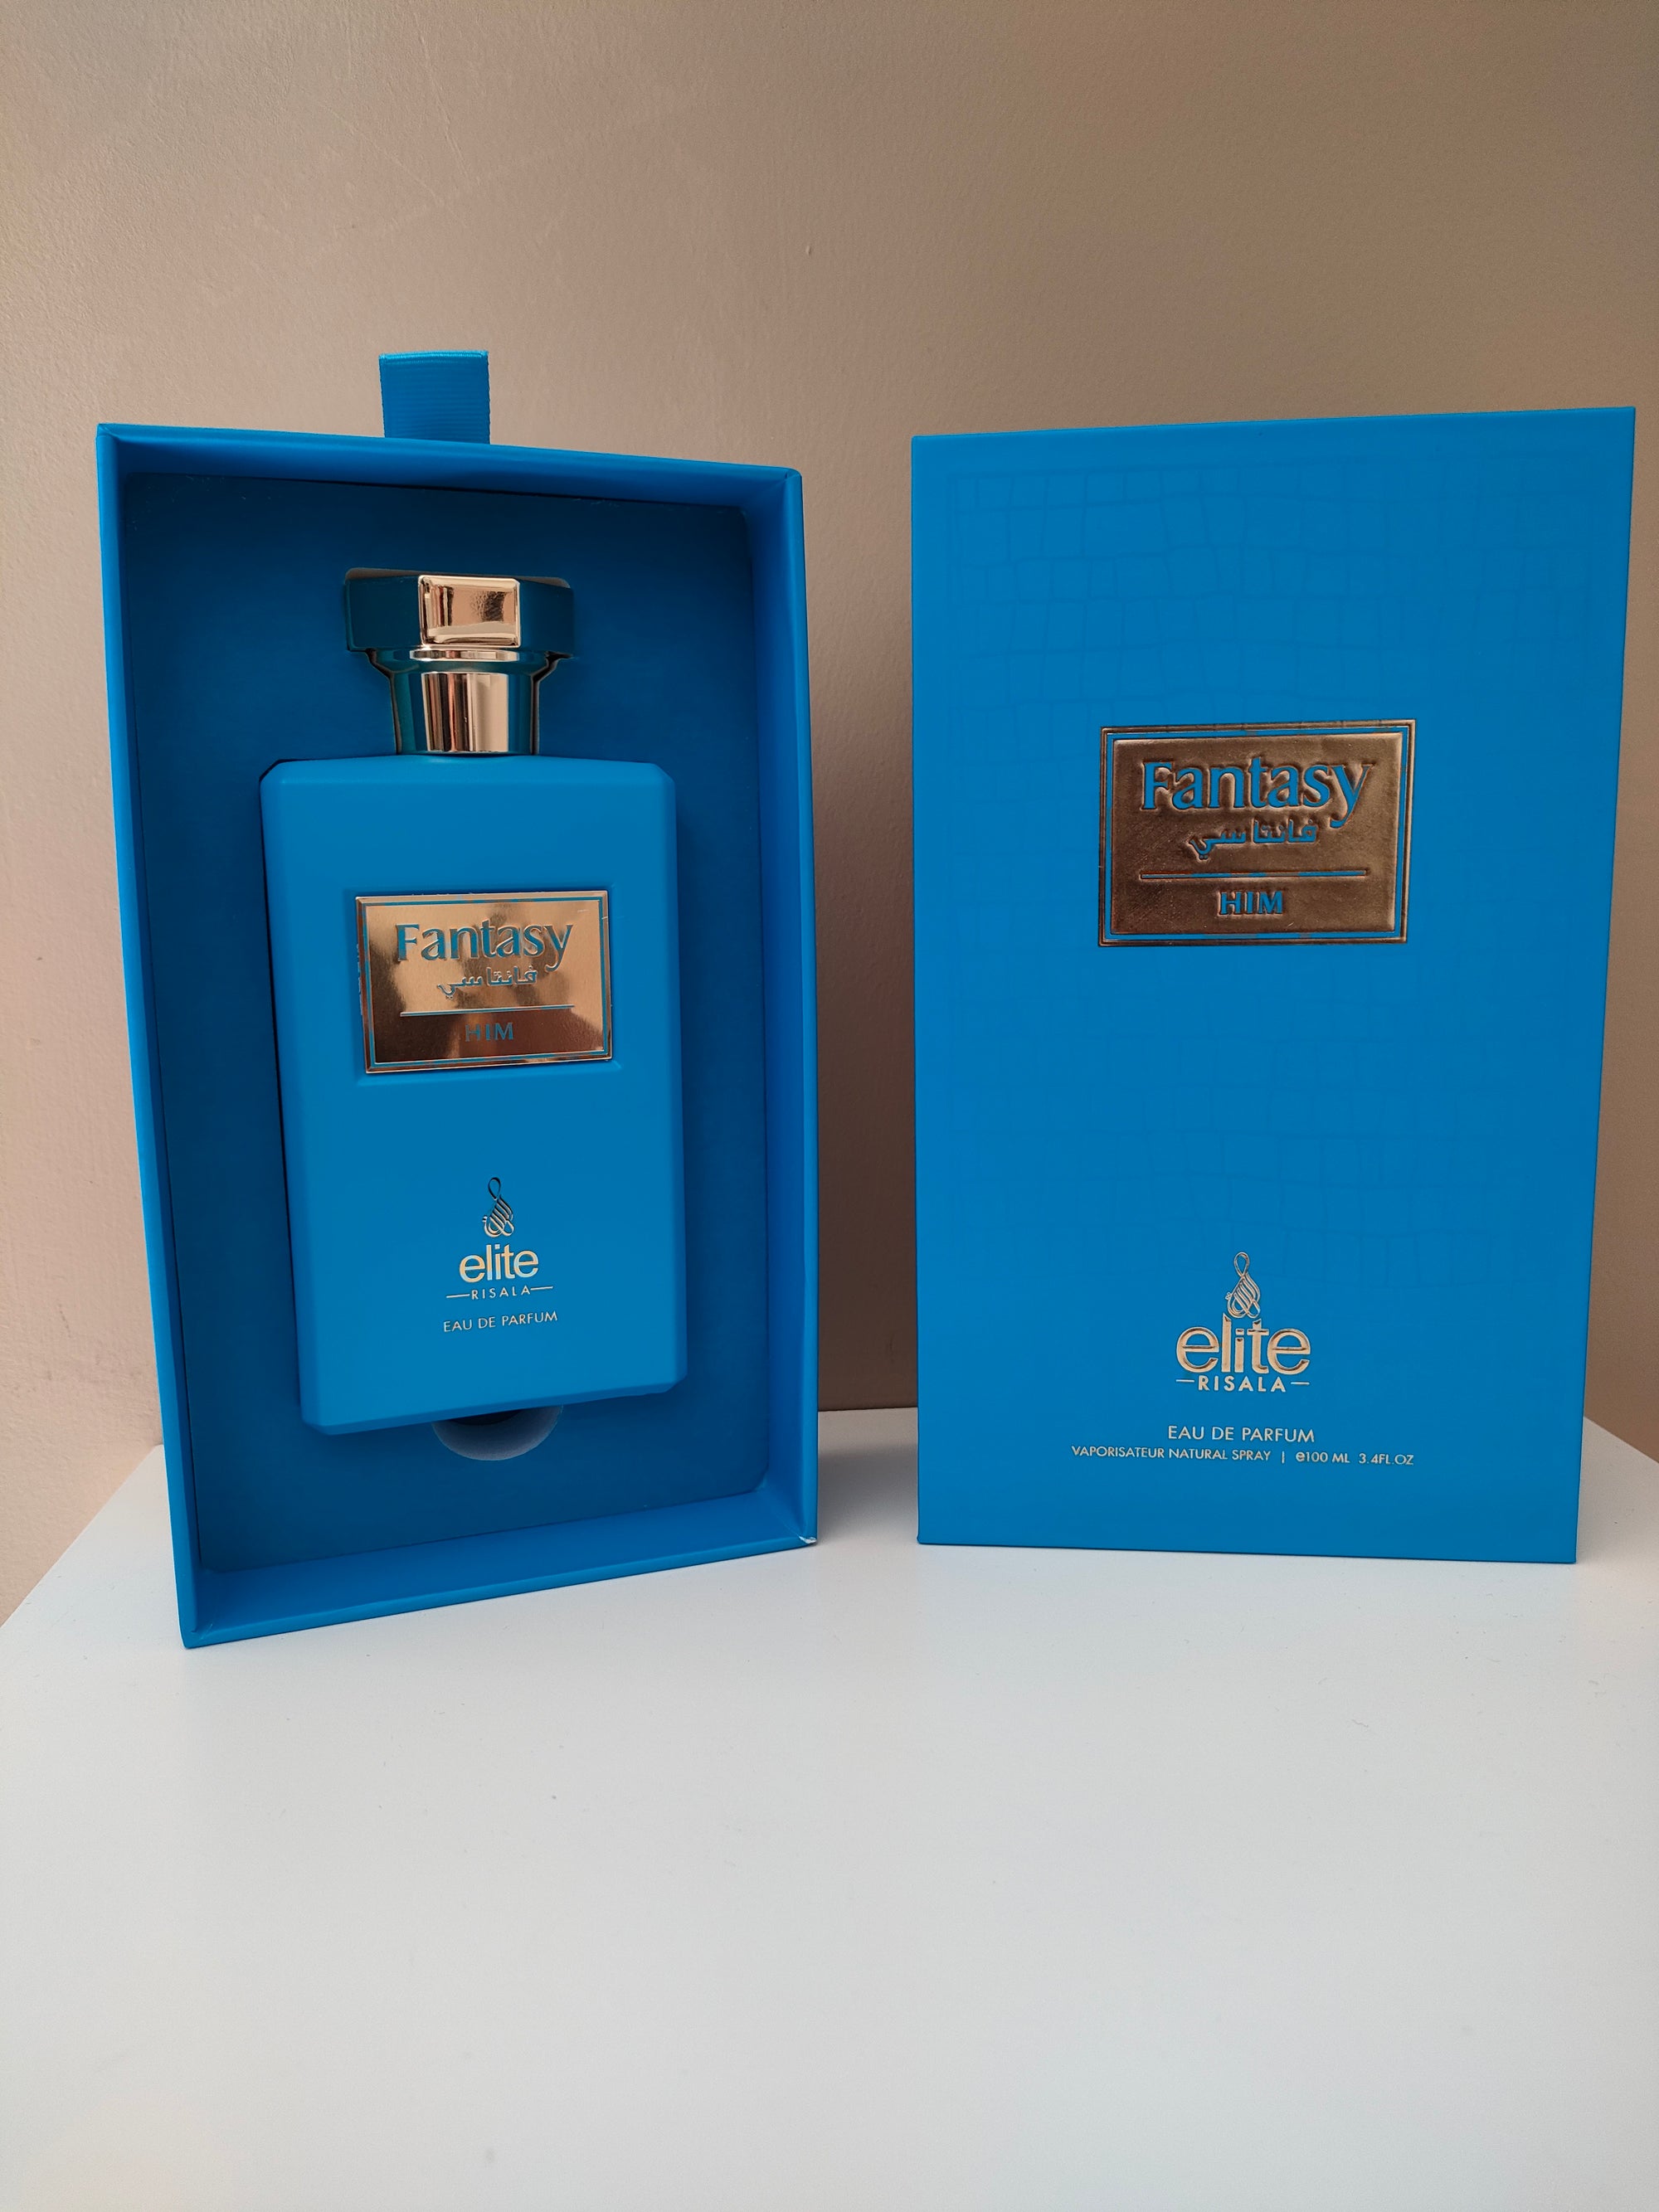 Fantasy
فانتاسي
HIM
elite
RISALA
EAU DE PARFUM
Fantasy
فانتاسي
HIM
elite
RISALA
EAU DE PARFUM
VAPORISATEUR NATURAL SPRAY | e100 ML 3.4FL.OZ